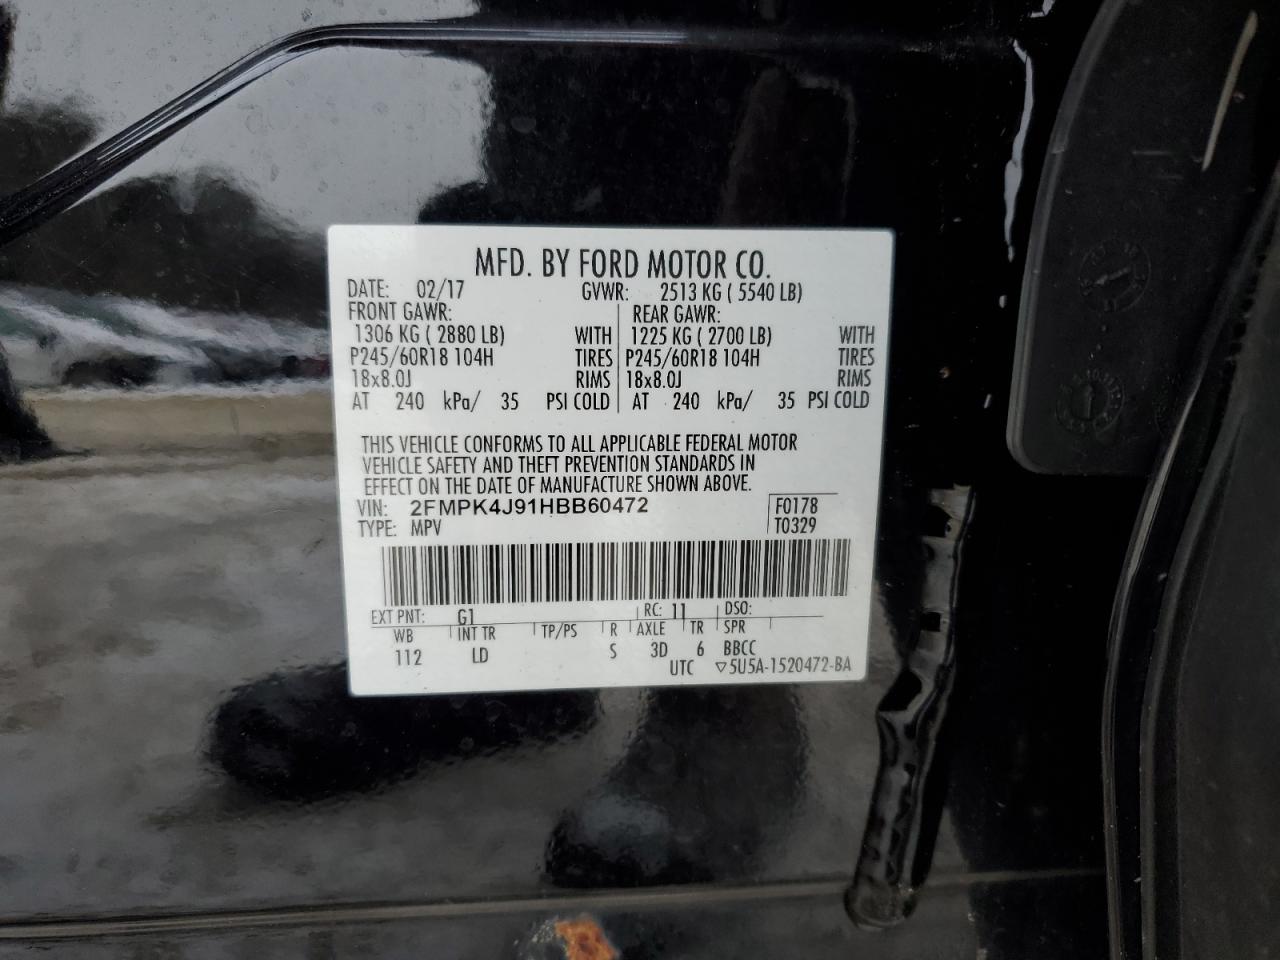 MFD. BY FORD MOTOR CO.
DATE: 02/17 GVWR: 2513 KG ( 5540 LB)
FRONT GAWR: REAR GAWR:
1306 KG ( 2880 LB) WITH 1225 KG ( 2700 LB) WITH
P245/60R18 104H TIRES P245/60R18 104H TIRES
18x8.0J RIMS 18x8.0J RIMS
AT 240 kPa/ 35 PSI COLD AT 240 kPa/ 35 PSI COLD
THIS VEHICLE CONFORMS TO ALL APPLICABLE FEDERAL MOTOR
VEHICLE SAFETY AND THEFT PREVENTION STANDARDS IN
EFFECT ON THE DATE OF MANUFACTURE SHOWN ABOVE.
VIN: 2FMPK4J91HBB60472 F0178
TYPE: MPV T0329
EXT PNT: G1 RC: 11 DSO:
WB INT TR TP/PS R AXLE TR SPR
112 LD S 3D 6 BBCC
UTC ▽5U5A-1520472-BA